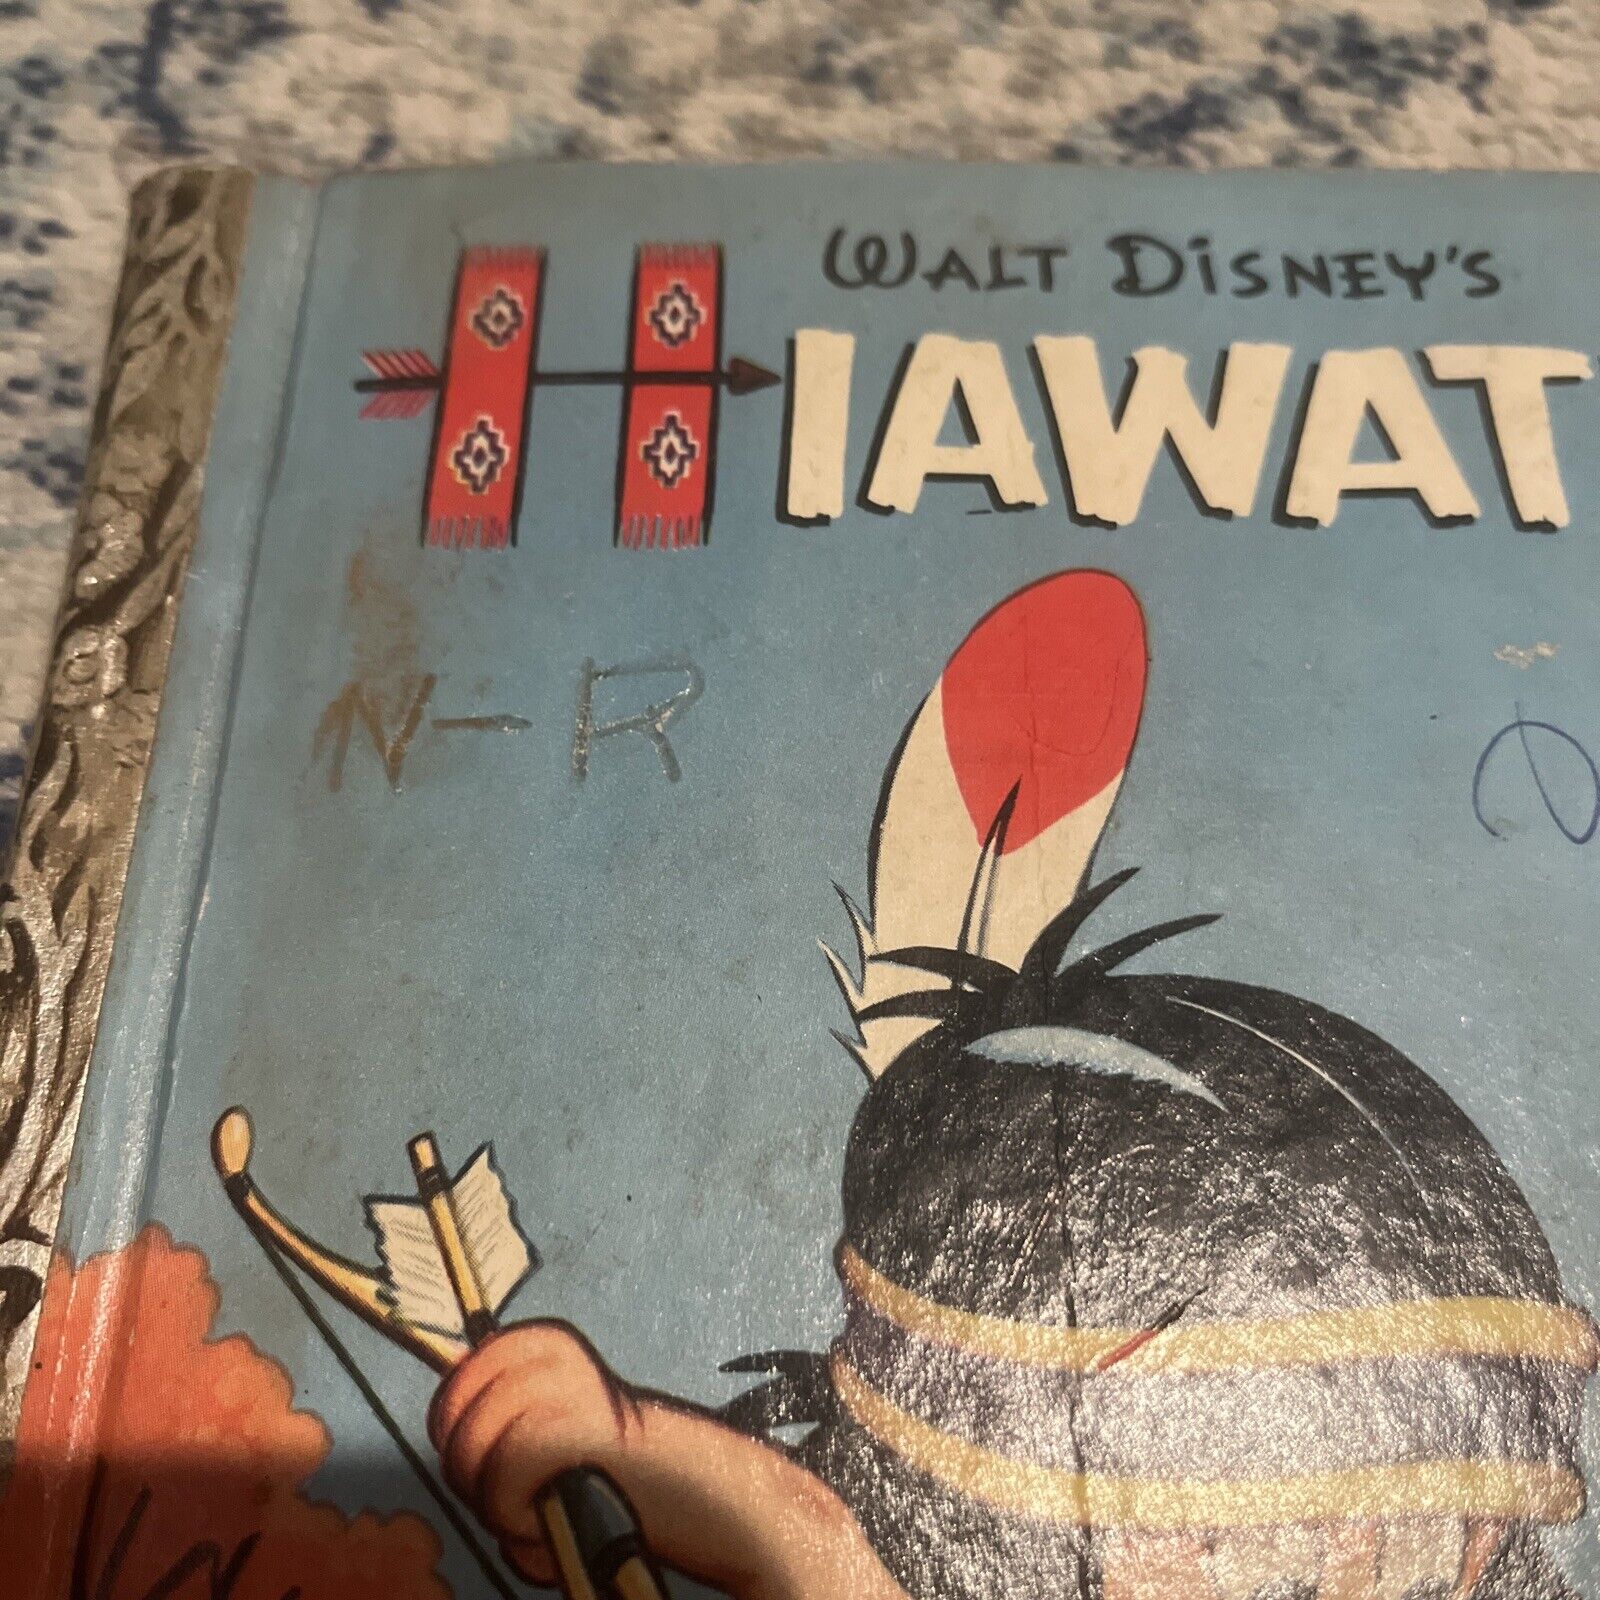 WALT DISNEY'S
HIAWAT
N-R